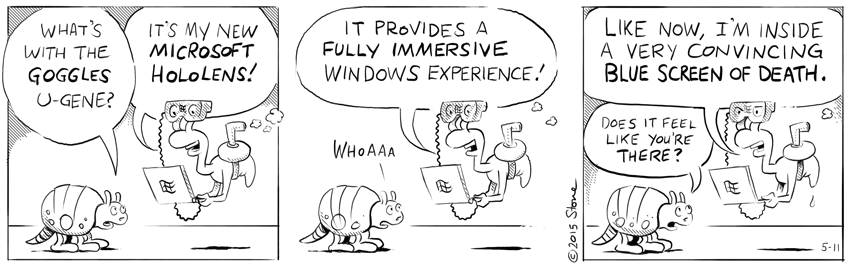 WHAT'S
WITH THE
GOGGLES
U-GENE?
IT'S MY NEW
MICROSOFT
HOLOLENS!
IT PROVIDES A
FULLY IMMERSIVE
WINDOWS EXPERIENCE!
WHOAAA
©2015 Stone
LIKE NOW, I'M INSIDE
A VERY CONVINCING
BLUE SCREEN OF DEATH.
DOES IT FEEL
LIKE YOU'RE
THERE?
5-11